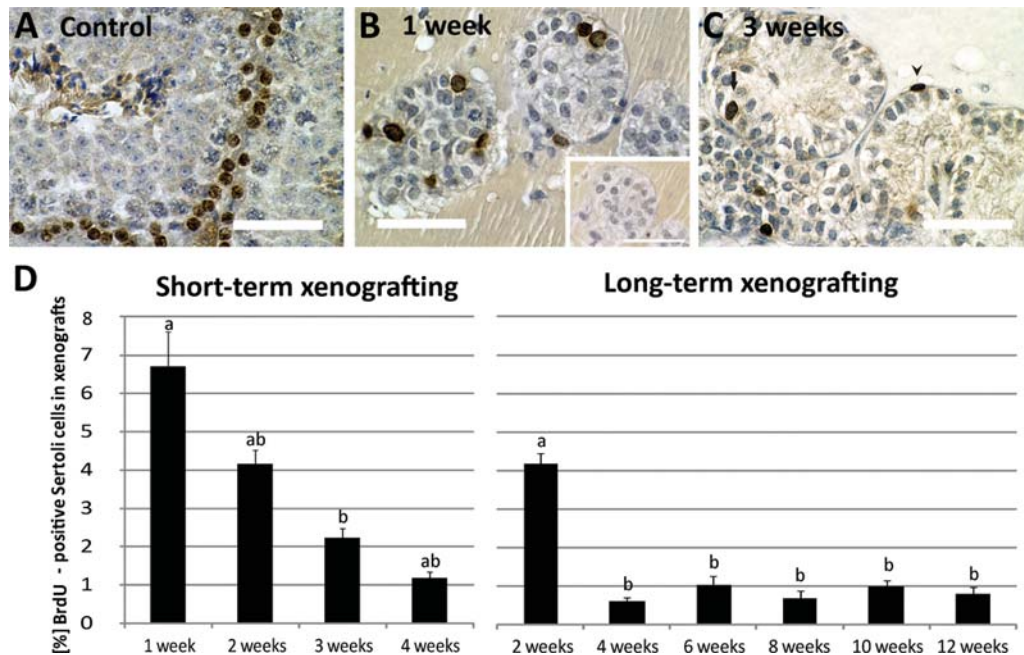 A Control
B 1 week
C 3 weeks
D
Short-term xenografting
Long-term xenografting
[%] BrdU - positive Sertoli cells in xenografts
8
7
6
5
4
3
2
1
0
a
ab
b
ab
a
b
b
b
b
b
1 week 2 weeks 3 weeks 4 weeks
2 weeks 4 weeks 6 weeks 8 weeks 10 weeks 12 weeks